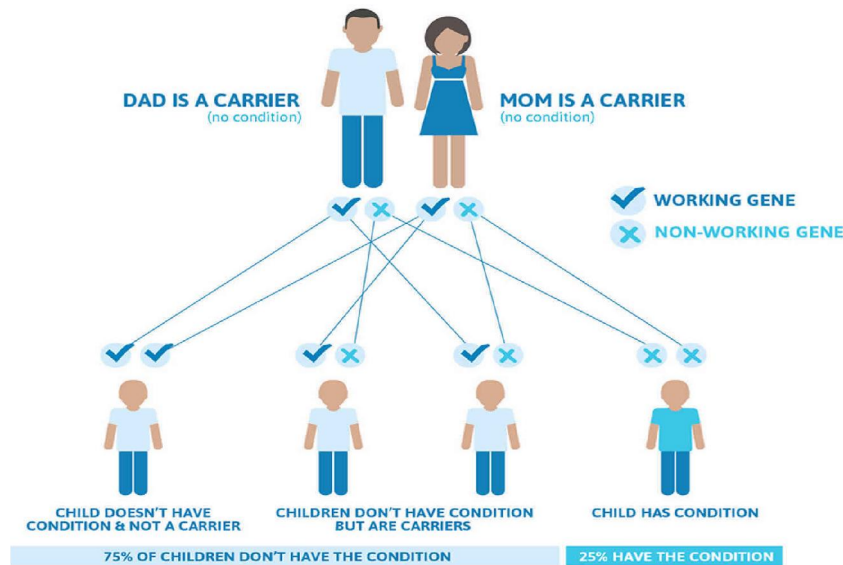 DAD IS A CARRIER
(no condition)
MOM IS A CARRIER
(no condition)
WORKING GENE
NON-WORKING GENE
CHILD DOESN'T HAVE
CONDITION & NOT A CARRIER
CHILDREN DON'T HAVE CONDITION
BUT ARE CARRIERS
CHILD HAS CONDITION
75% OF CHILDREN DON'T HAVE THE CONDITION
25% HAVE THE CONDITION